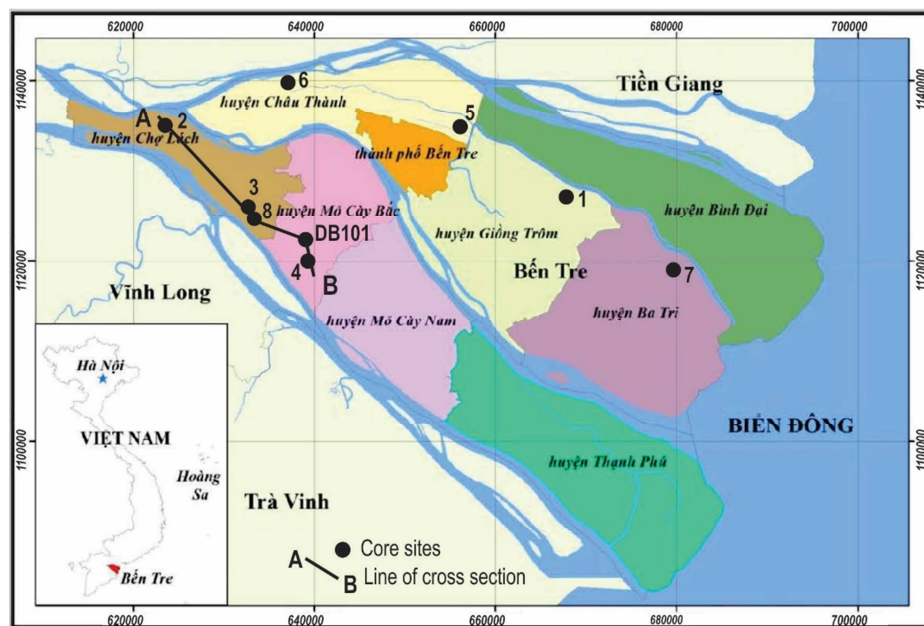 620000 640000 660000 680000 700000
1140000
1140000
Tiền Giang
6
huyện Châu Thành
A
2
5
huyện Chợ Lách
thành phố Bến Tre
3
8
huyện Mỏ Cày Bắc
1
huyện Bình Đại
DB101
huyện Giồng Trôm
4
B
Bến Tre
7
1120000
1120000
Vĩnh Long
huyện Ba Tri
huyện Mỏ Cày Nam
Hà Nội
VIỆT NAM
Hoàng
Sa
Bến Tre
BIỂN ĐÔNG
1100000
1100000
huyện Thạnh Phú
Trà Vinh
Core sites
A
B
Line of cross section
620000 640000 660000 680000 700000